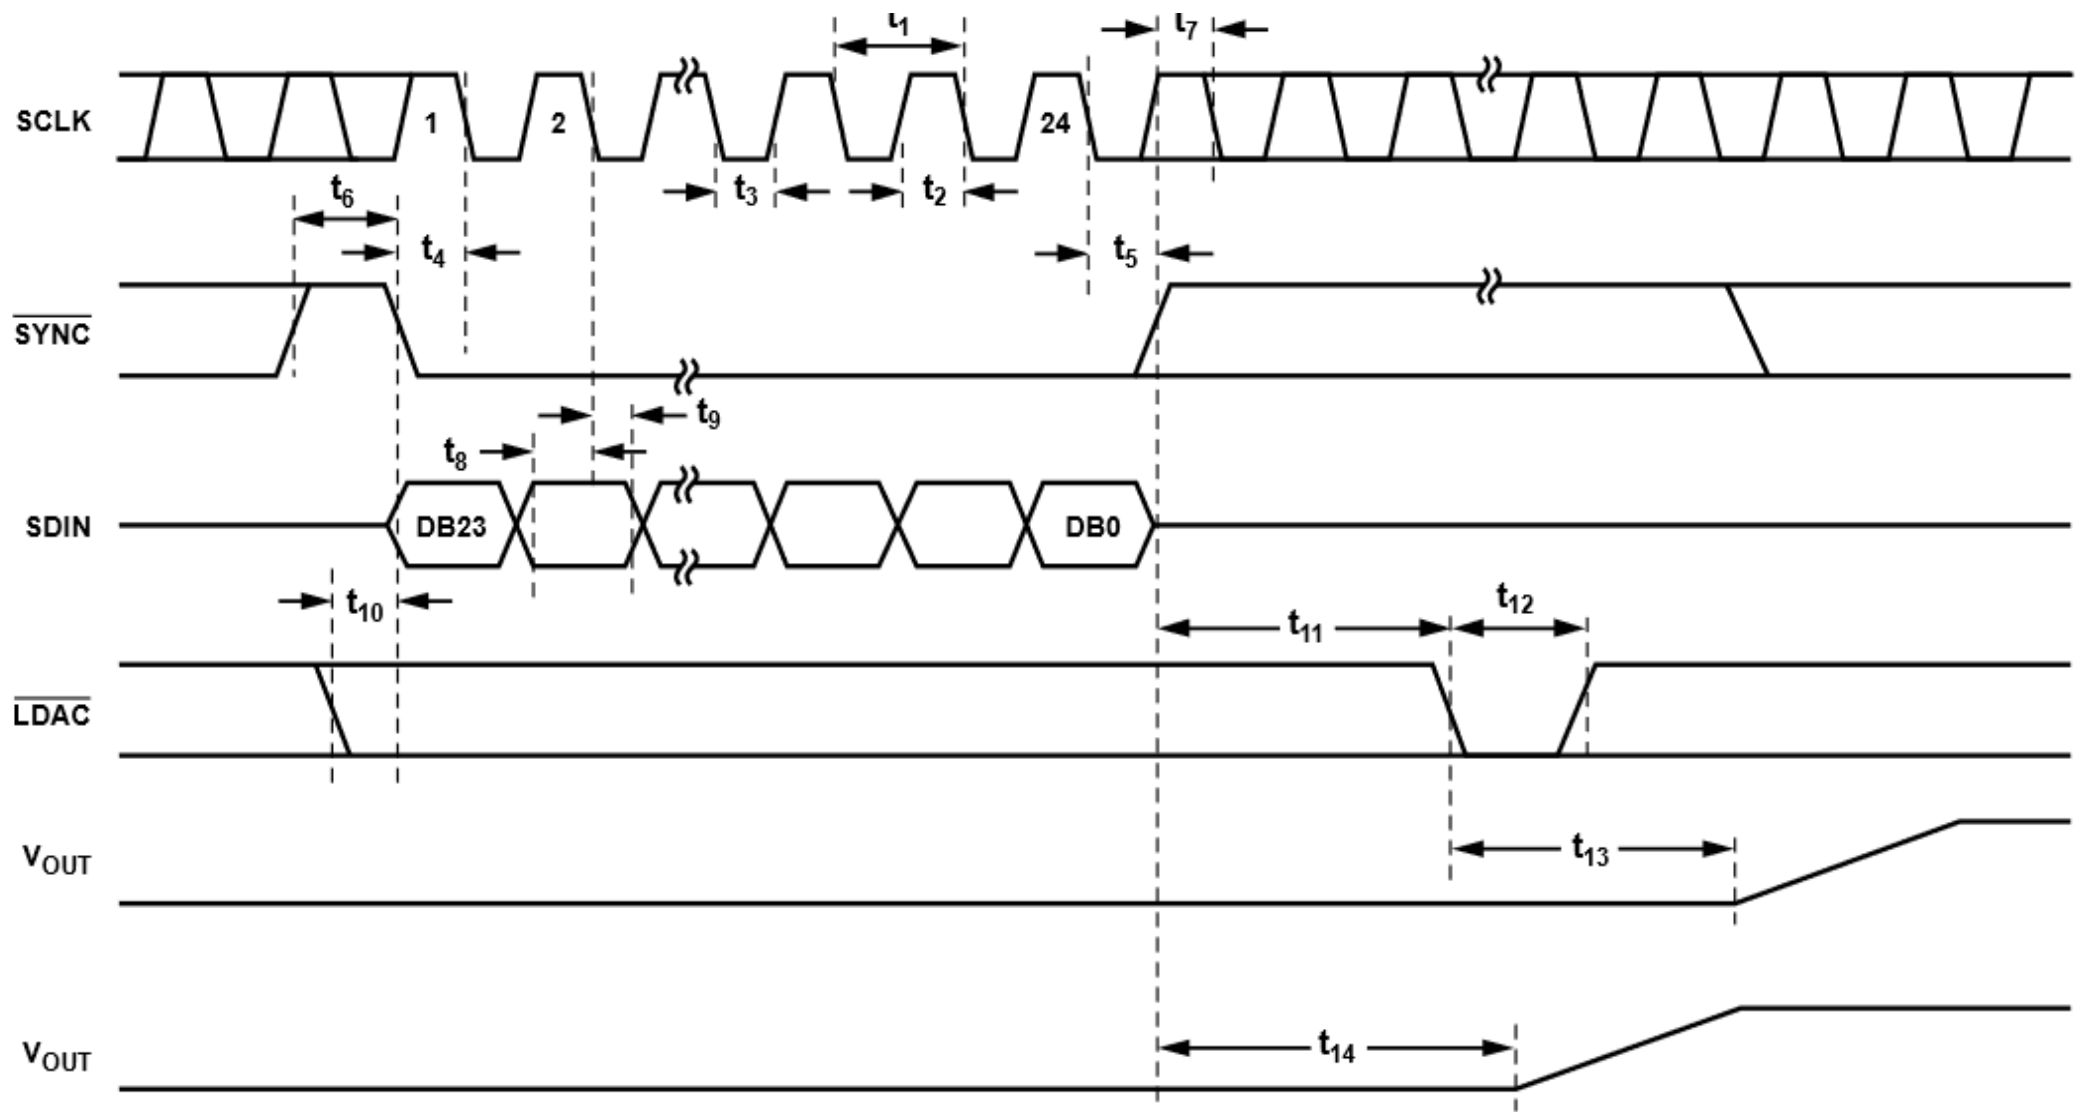 t1
t7
SCLK
1
2
24
t6
t3
t2
t4
t5
SYNC
t9
t8
SDIN
DB23
DB0
t10
t11
t12
LDAC
VOUT
t13
VOUT
t14